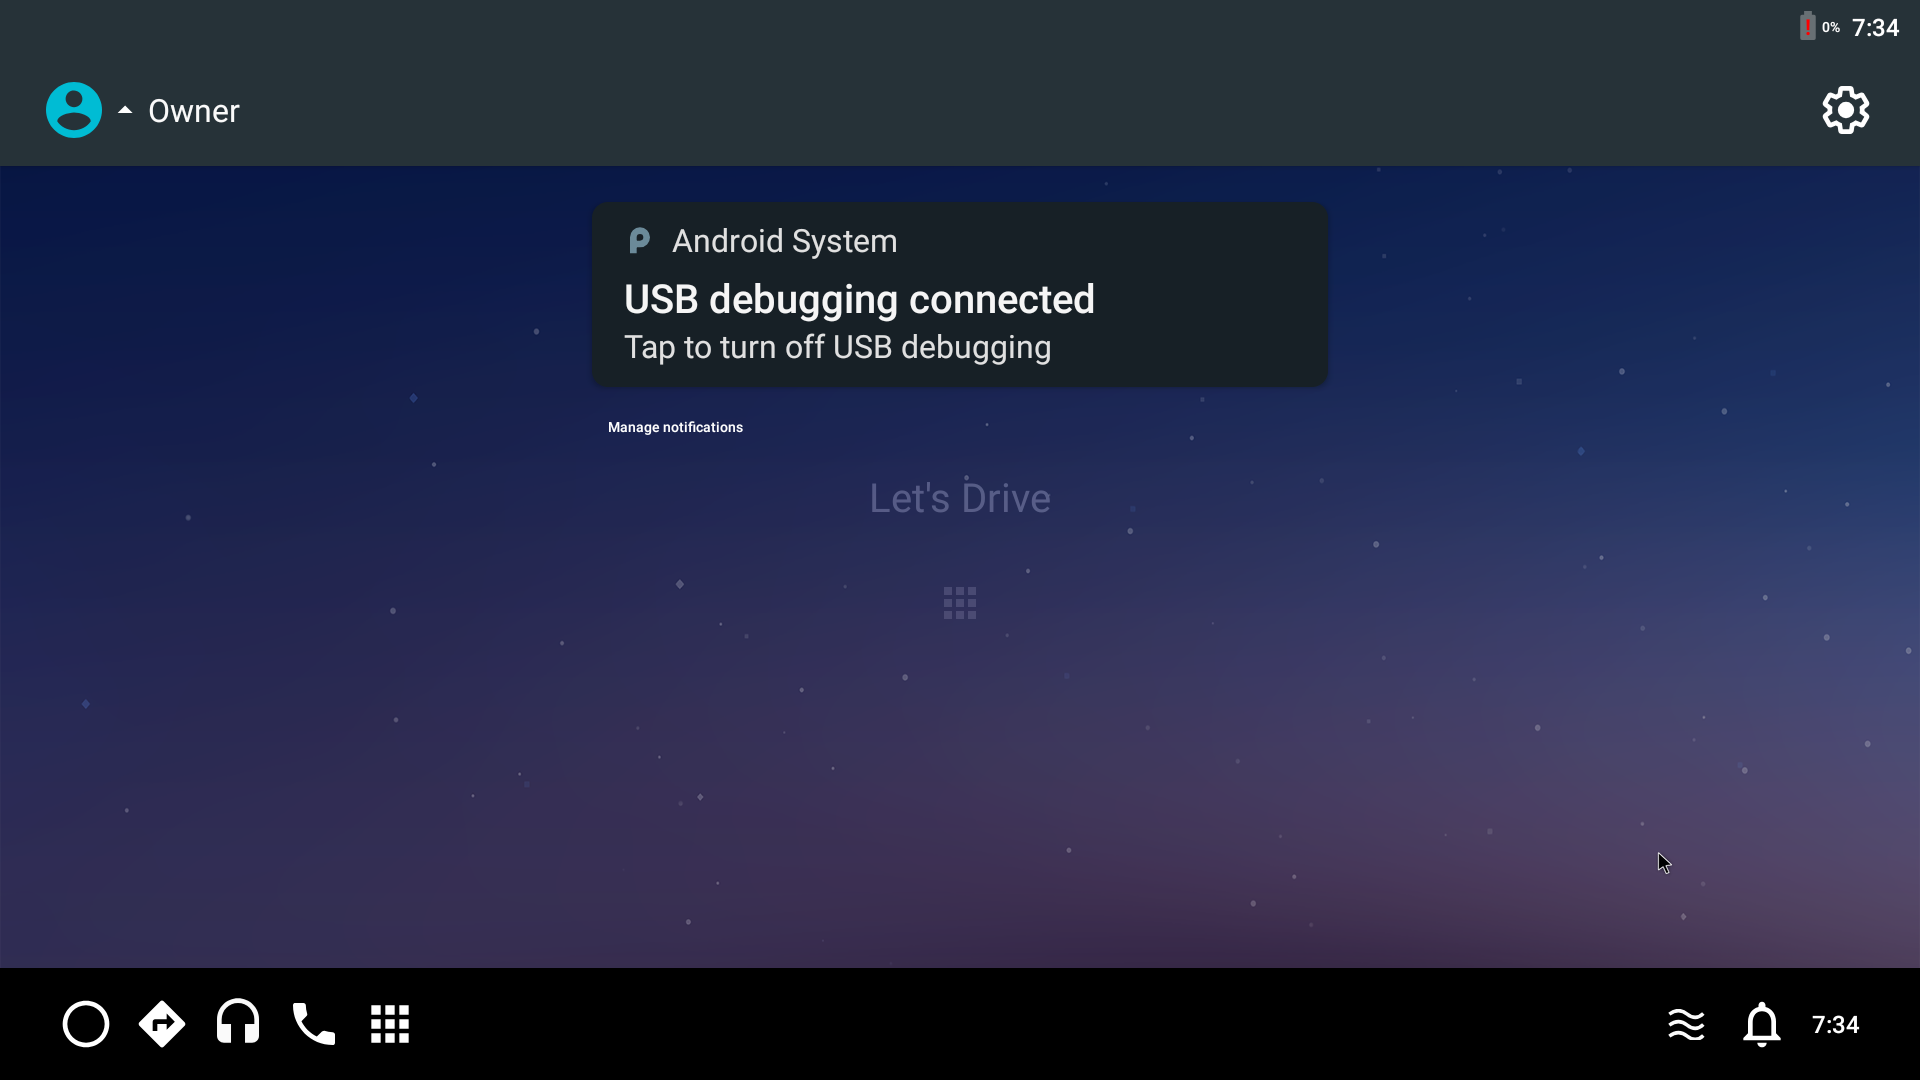 0% 7:34
Owner
Android System
USB debugging connected
Tap to turn off USB debugging
Manage notifications
Let's Drive
7:34